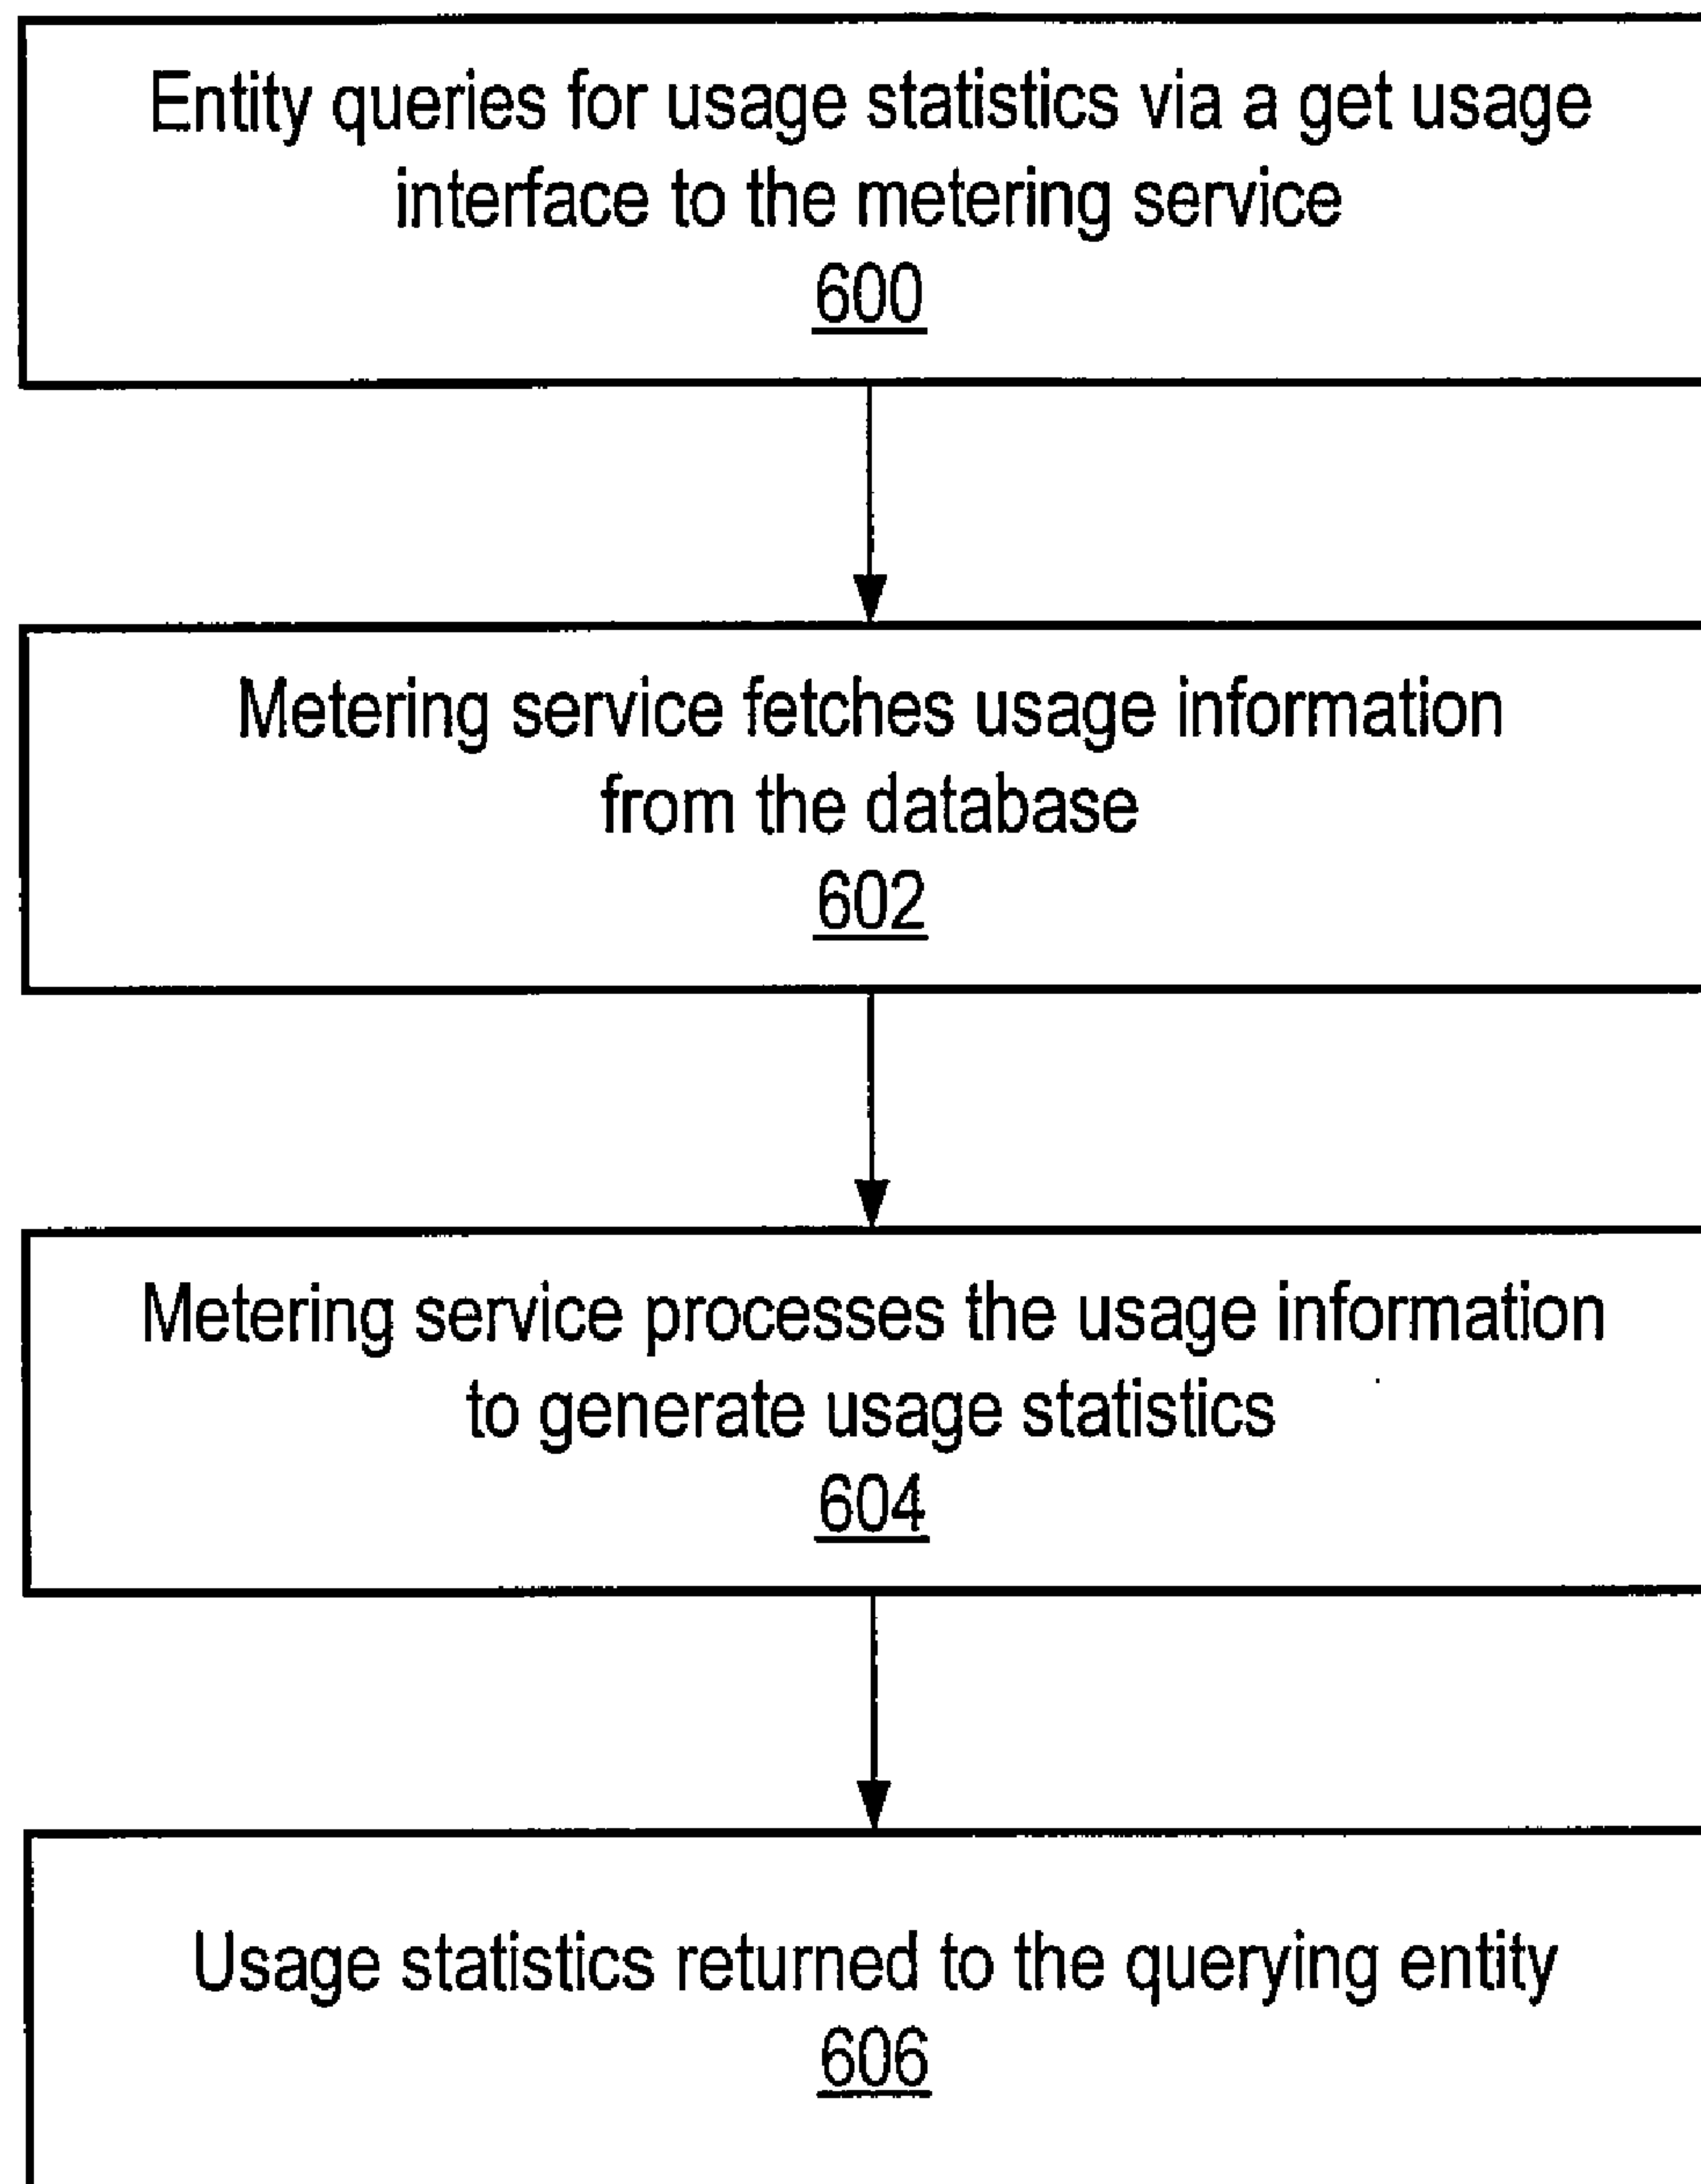 Entity queries for usage statistics via a get usage
interface to the metering service
600
Metering service fetches usage information
from the database
602
Metering service processes the usage information
to generate usage statistics
604
Usage statistics returned to the querying entity
606